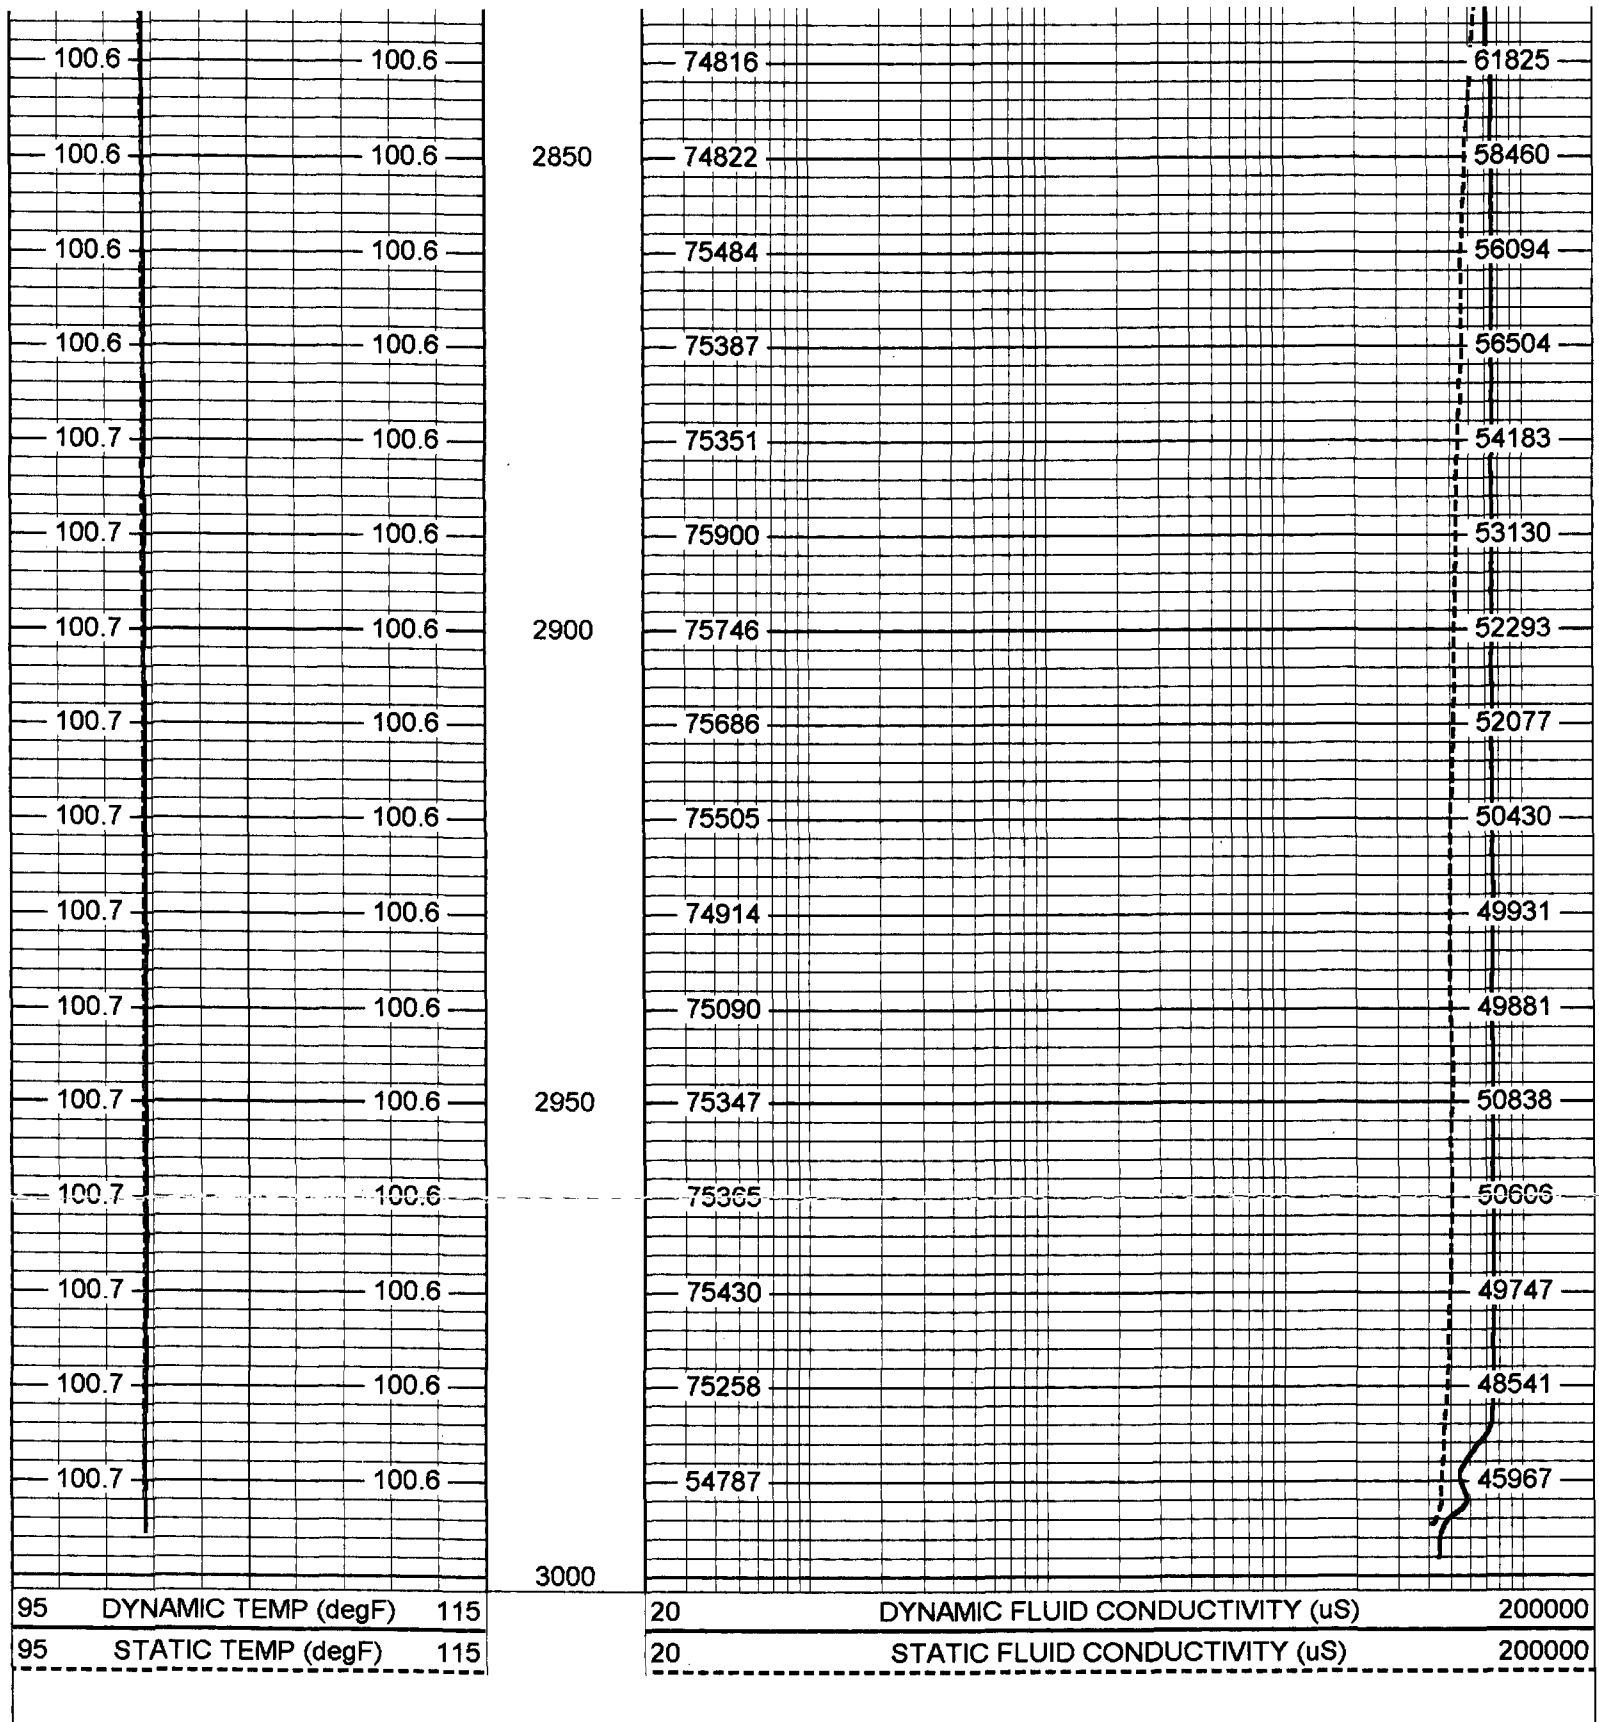 100.6 100.6 74816 61825
100.6 100.6 2850 74822 58460
100.6 100.6 75484 56094
100.6 100.6 75387 56504
100.7 100.6 75351 54183
100.7 100.6 75900 53130
100.7 100.6 2900 75746 52293
100.7 100.6 75686 52077
100.7 100.6 75505 50430
100.7 100.6 74914 49931
100.7 100.6 75090 49881
100.7 100.6 2950 75347 50838
100.7 100.6 75365 50606
100.7 100.6 75430 49747
100.7 100.6 75258 48541
100.7 100.6 54787 45967
3000
95 DYNAMIC TEMP (degF) 115 20 DYNAMIC FLUID CONDUCTIVITY (uS) 200000
95 STATIC TEMP (degF) 115 20 STATIC FLUID CONDUCTIVITY (uS) 200000